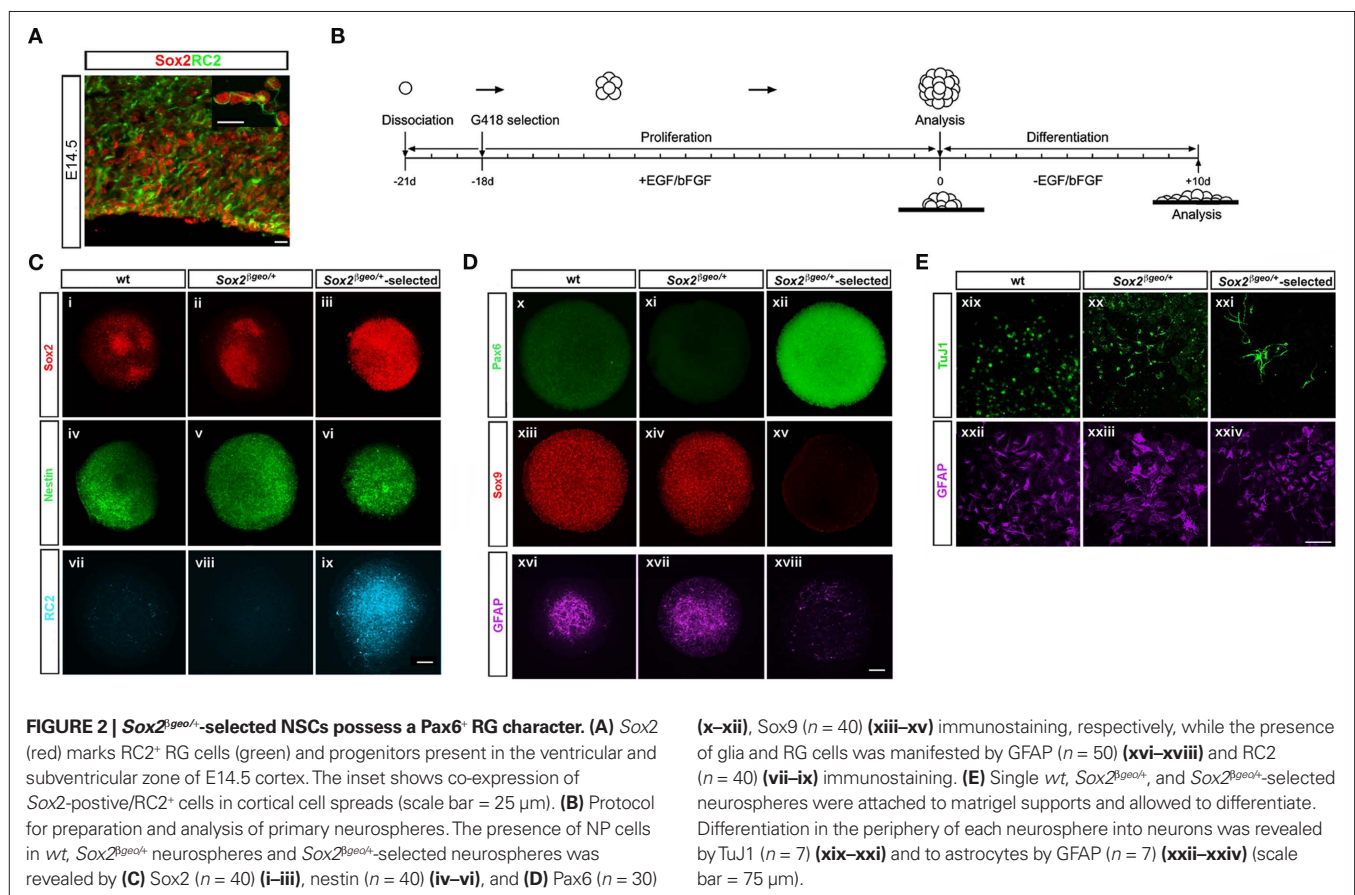 A
Sox2RC2
E14.5
B
Dissociation
G418 selection
Analysis
Proliferation
Differentiation
-21d
-18d
+EGF/bFGF
0
-EGF/bFGF
+10d
Analysis
C
wt
Sox2βgeo/+
Sox2βgeo/+-selected
Sox2
i
ii
iii
Nestin
iv
v
vi
RC2
vii
viii
ix
D
wt
Sox2βgeo/+
Sox2βgeo/+-selected
Pax6
x
xi
xii
Sox9
xiii
xiv
xv
GFAP
xvi
xvii
xviii
E
wt
Sox2βgeo/+
Sox2βgeo/+-selected
TuJ1
xix
xx
xxi
GFAP
xxii
xxiii
xxiv
FIGURE 2 | Sox2βgeo/+-selected NSCs possess a Pax6+ RG character. (A) Sox2
(red) marks RC2+ RG cells (green) and progenitors present in the ventricular and
subventricular zone of E14.5 cortex. The inset shows co-expression of
Sox2-postive/RC2+ cells in cortical cell spreads (scale bar = 25 µm). (B) Protocol
for preparation and analysis of primary neurospheres. The presence of NP cells
in wt, Sox2βgeo/+ neurospheres and Sox2βgeo/+-selected neurospheres was
revealed by (C) Sox2 (n = 40) (i–iii), nestin (n = 40) (iv–vi), and (D) Pax6 (n = 30)
(x–xii), Sox9 (n = 40) (xiii–xv) immunostaining, respectively, while the presence
of glia and RG cells was manifested by GFAP (n = 50) (xvi–xviii) and RC2
(n = 40) (vii–ix) immunostaining. (E) Single wt, Sox2βgeo/+, and Sox2βgeo/+-selected
neurospheres were attached to matrigel supports and allowed to differentiate.
Differentiation in the periphery of each neurosphere into neurons was revealed
by TuJ1 (n = 7) (xix–xxi) and to astrocytes by GFAP (n = 7) (xxii–xxiv) (scale
bar = 75 µm).